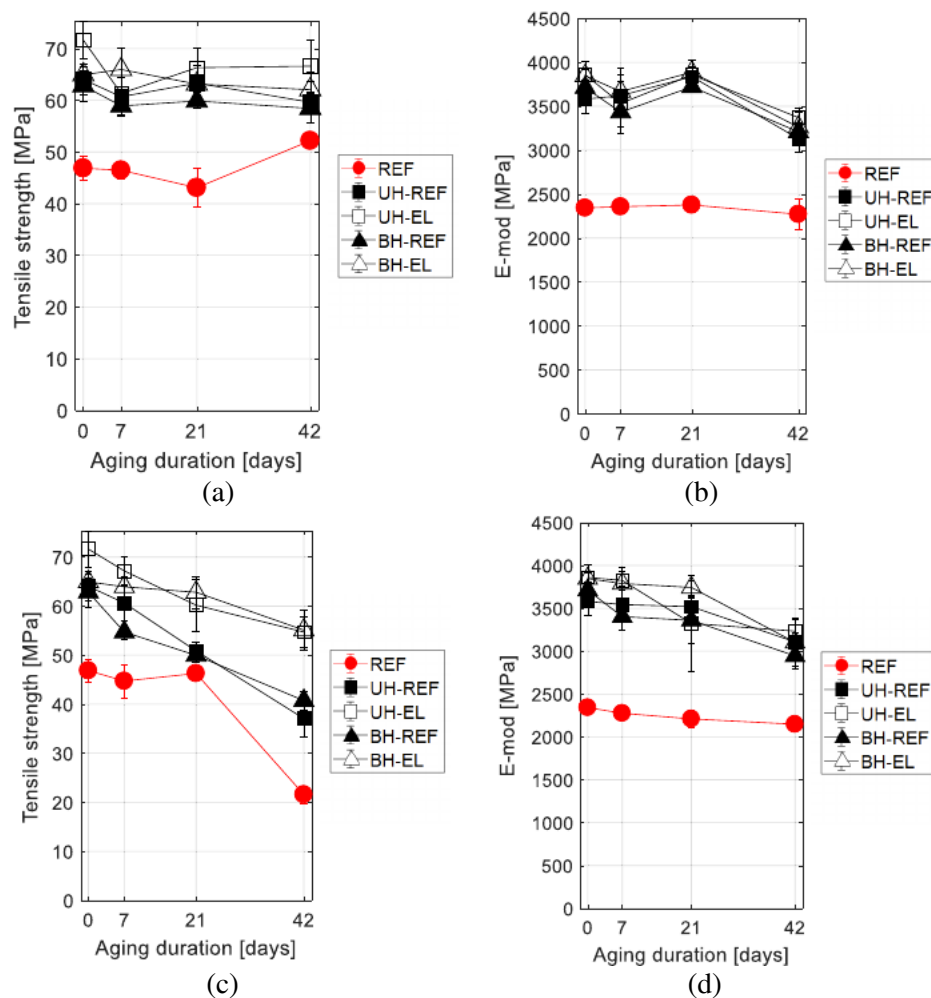 Tensile strength [MPa]
70
60
50
40
30
20
10
0
0 7 21 42
Aging duration [days]
REF
UH-REF
UH-EL
BH-REF
BH-EL
(a)
E-mod [MPa]
4500
4000
3500
3000
2500
2000
1500
1000
500
0
0 7 21 42
Aging duration [days]
REF
UH-REF
UH-EL
BH-REF
BH-EL
(b)
Tensile strength [MPa]
70
60
50
40
30
20
10
0
0 7 21 42
Aging duration [days]
REF
UH-REF
UH-EL
BH-REF
BH-EL
(c)
E-mod [MPa]
4500
4000
3500
3000
2500
2000
1500
1000
500
0
0 7 21 42
Aging duration [days]
REF
UH-REF
UH-EL
BH-REF
BH-EL
(d)